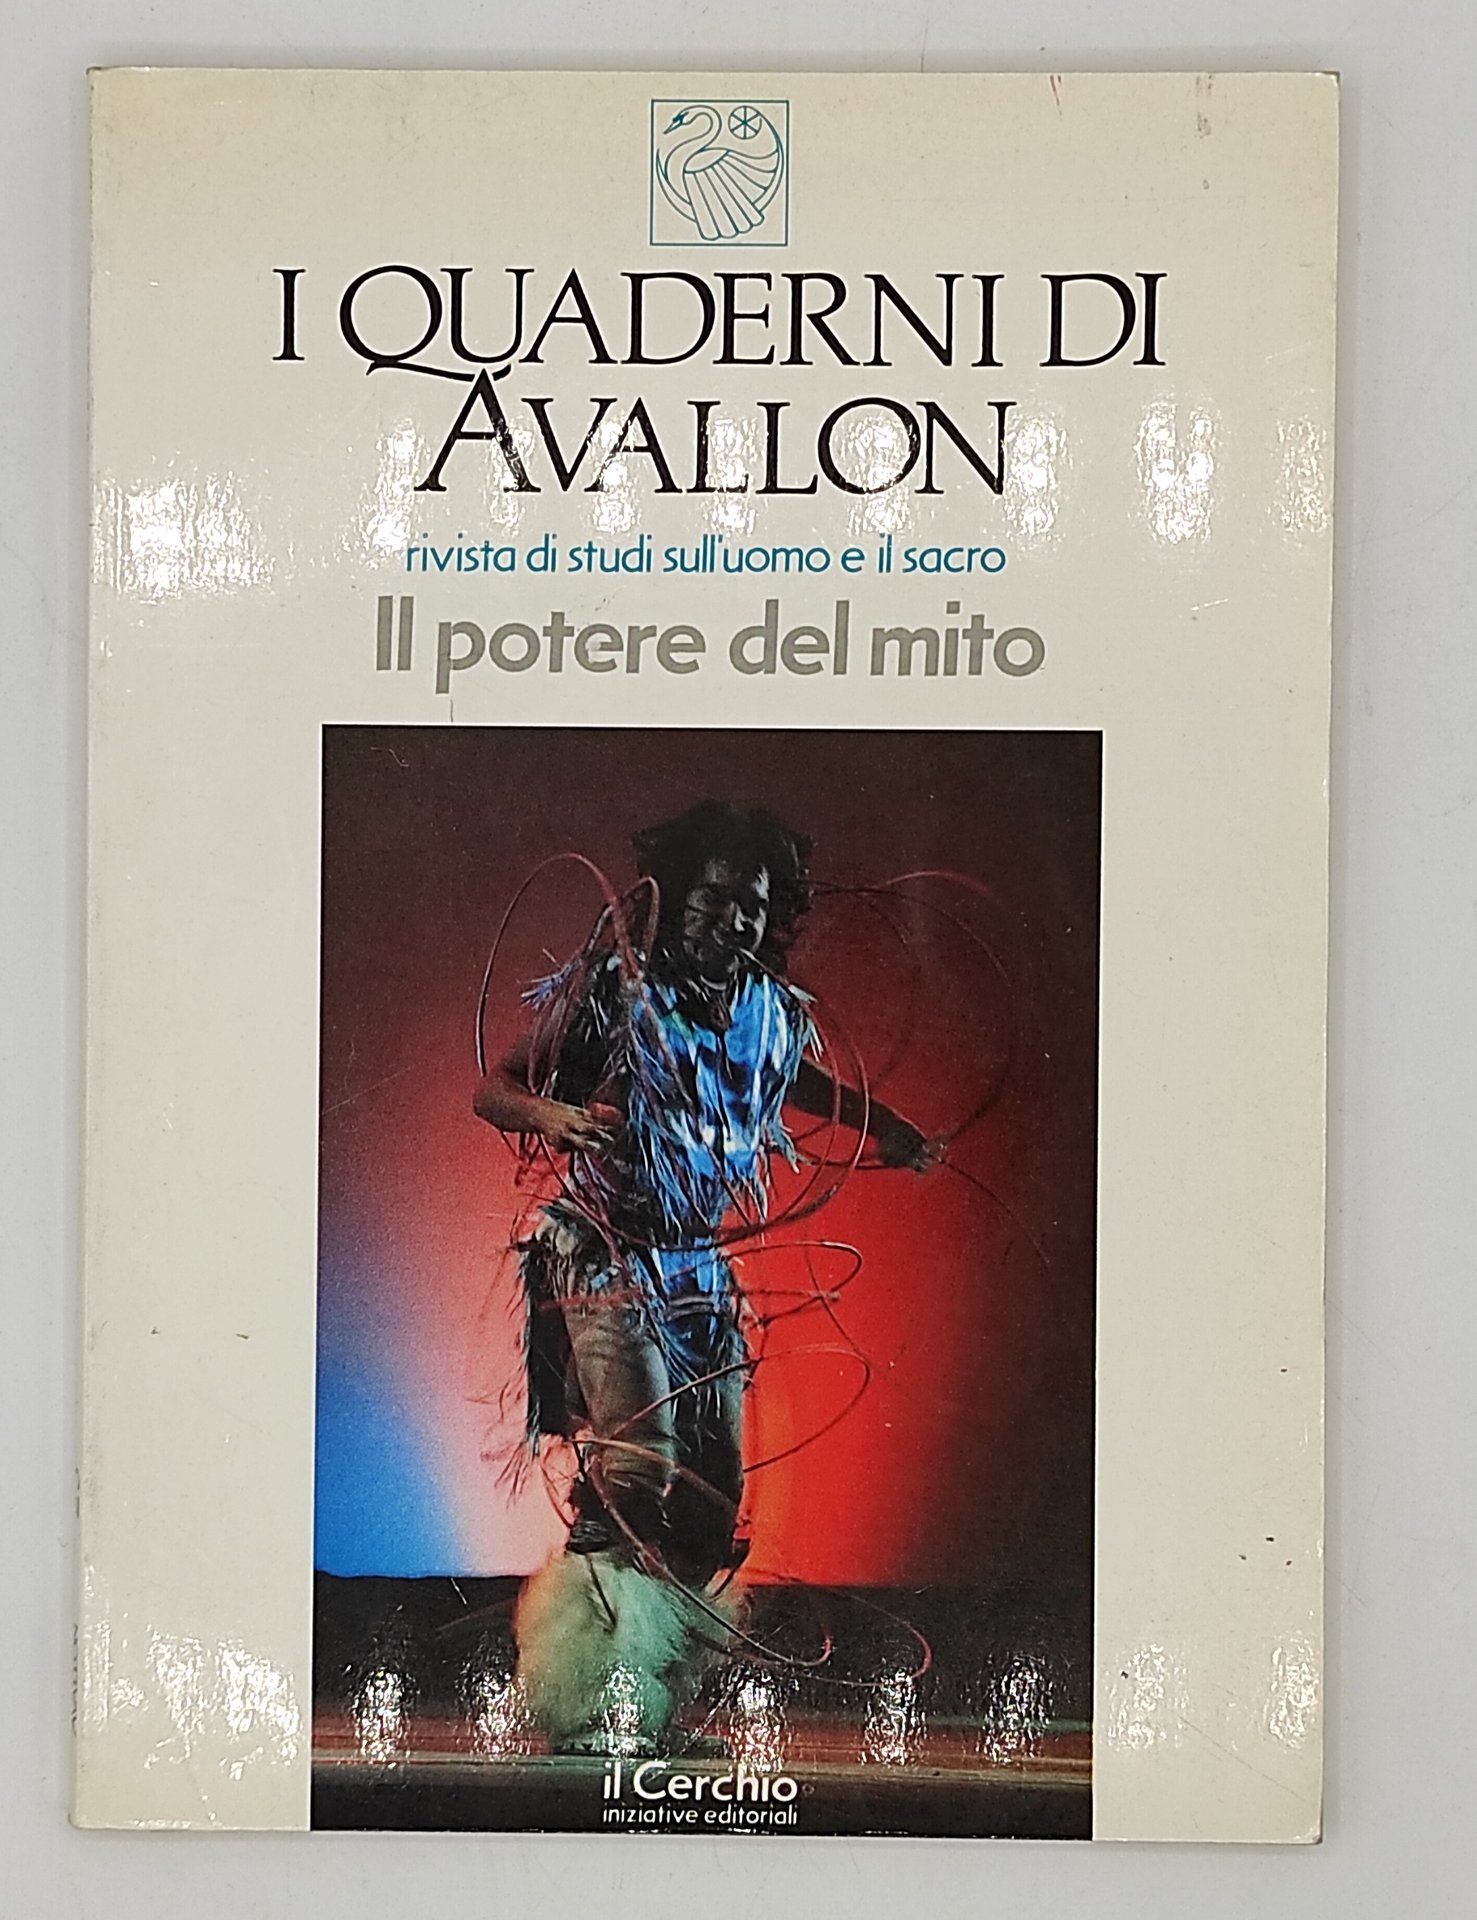 I QUADERNI DI
AVALLON
rivista di studi sull'uomo e il sacro
Il potere del mito
il Cerchio
iniziative editoriali